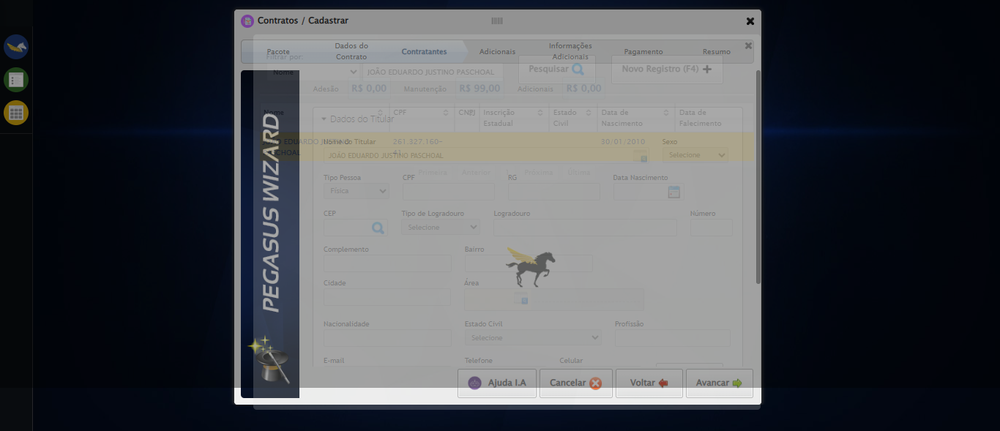 Contratos / Cadastrar
Pacote
Dados do
Contrato
Contratantes
Adicionais
Informações
Adicionais
Pagamento
Resumo
Filtrar por:
Nome
JOÃO EDUARDO JUSTINO PASCHOAL
Pesquisar
Novo Registro (F4)
Adesão R$ 0,00 Manutenção R$ 99,00 Adicionais R$ 0,00
Nome CPF CNPJ Inscrição
Estadual
Estado
Civil
Data de
Nascimento
Data de
Falecimento
Dados do Titular
JOÃO EDUARDO JUSTINO
PASCHOAL
261.327.160-
30/01/2010
Nome do Titular
Sexo
JOÃO EDUARDO JUSTINO PASCHOAL
Selecione
Primeira Anterior 1 Próxima Última
Tipo Pessoa CPF RG Data Nascimento
Física
CEP Tipo de Logradouro Logradouro Número
Selecione
Complemento Bairro
Cidade Área
Nacionalidade Estado Civil Profissão
Selecione
E-mail Telefone Celular
PEGASUS WIZARD
Ajuda I.A Cancelar Voltar Avancar